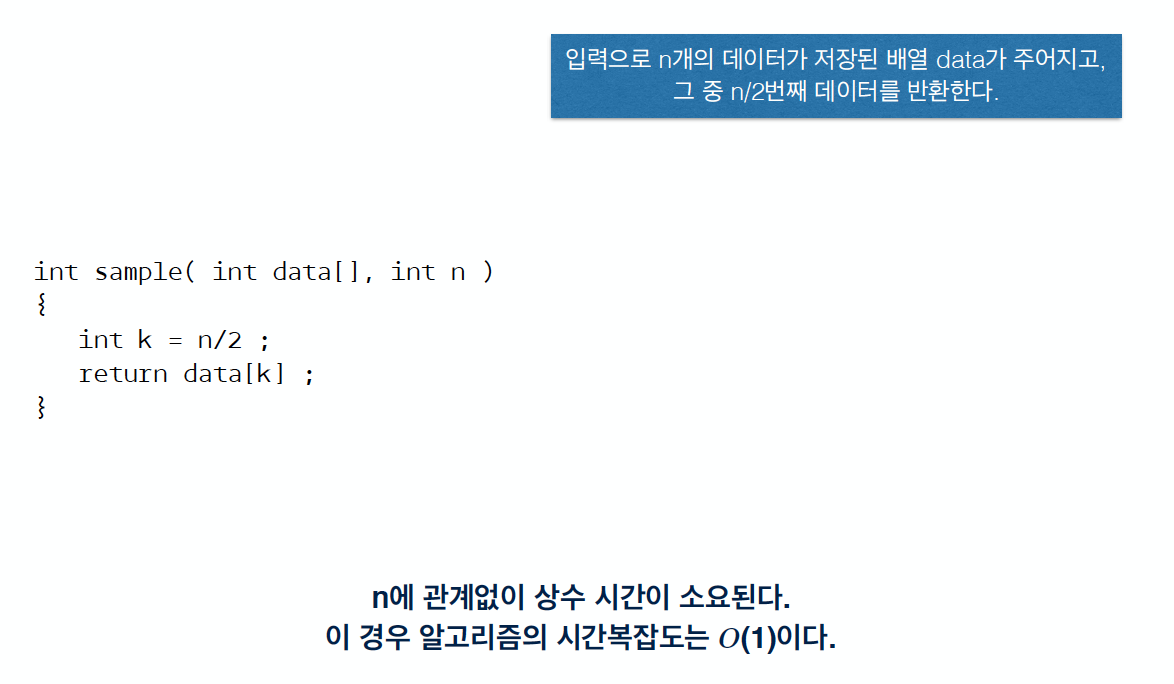 입력으로 n개의 데이터가 저장된 배열 data가 주어지고,
그 중 n/2번째 데이터를 반환한다.
int sample( int data[], int n )
{
int k = n/2 ;
return data[k] ;
}
n에 관계없이 상수 시간이 소요된다.
이 경우 알고리즘의 시간복잡도는 O(1)이다.